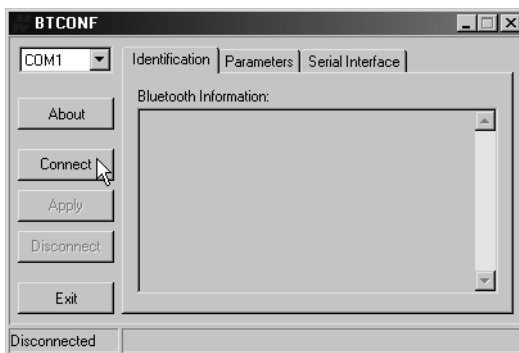 BTCONF
COM1
Identification
Parameters
Serial Interface
Bluetooth Information:
About
Connect
Apply
Disconnect
Exit
Disconnected